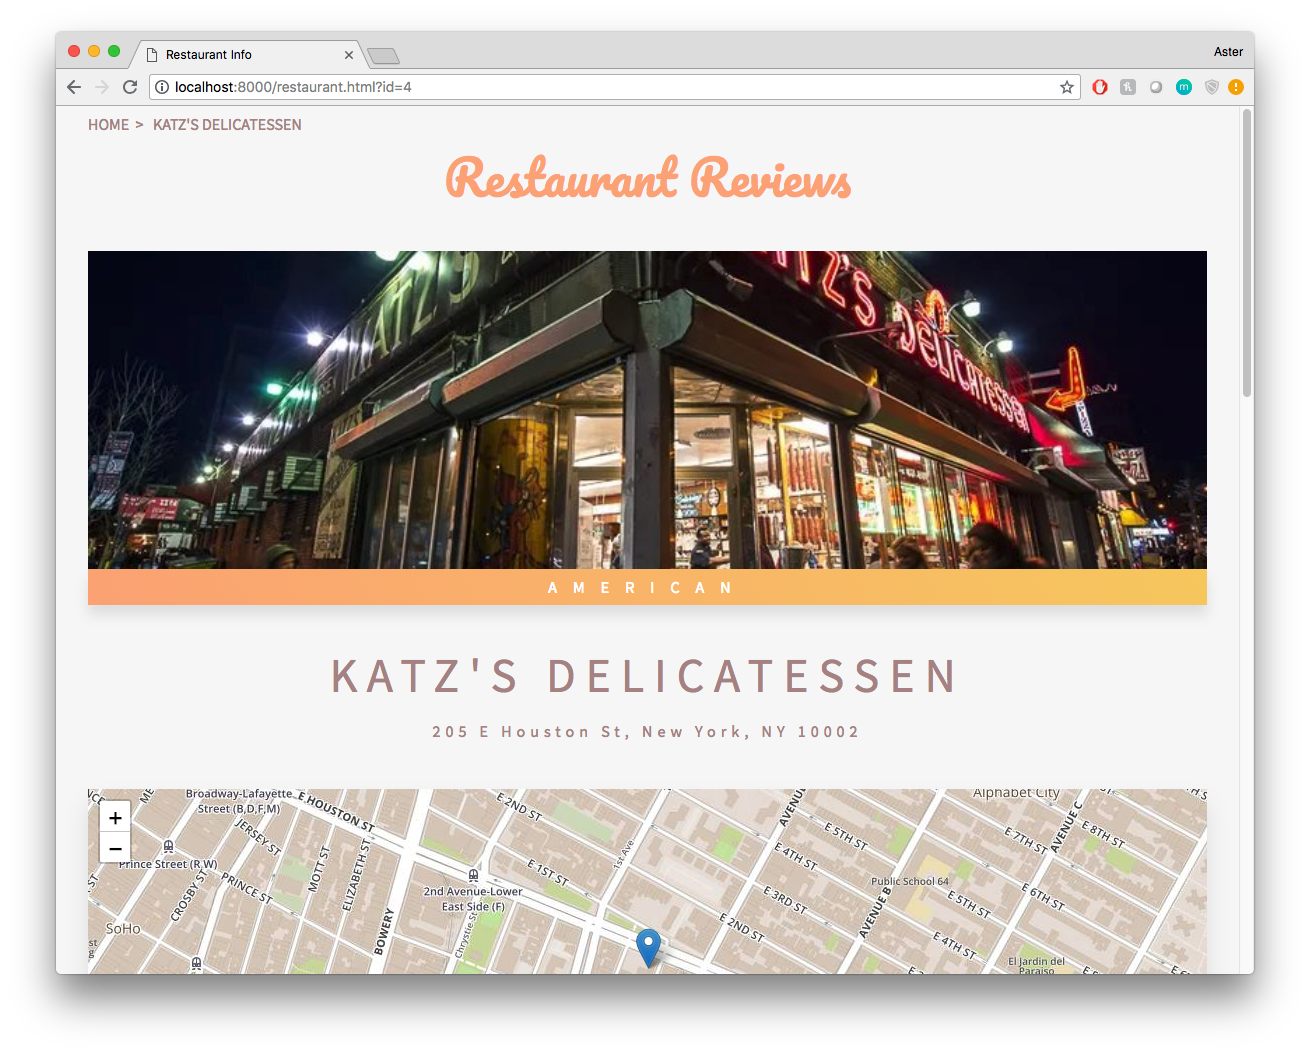 Restaurant Info
Aster
localhost:8000/restaurant.html?id=4
HOME > KATZ'S DELICATESSEN
Restaurant Reviews
KATZ'S
TZ'S DELICATESSEN
AMERICAN
KATZ'S DELICATESSEN
205 E Houston St, New York, NY 10002
+
−
Broadway-Lafayette
Street (B,D,F,M)
E HOUSTON ST
E 2ND ST
AVENU
Alphabet City
AVENUE C
JERSEY ST
Prince Street (R,W)
PRINCE ST
CROSBY ST
MOTT ST
ELIZABETH ST
BOWERY
SoHo
2nd Avenue-Lower
East Side (F)
Chrystie St
E 1ST ST
1st Ave
E 2ND ST
E 3RD ST
E 4TH ST
E 5TH ST
Public School 64
AVENUE B
E 5TH ST
E 4TH ST
E 6TH ST
E 7TH ST
E 8TH ST
El Jardin del
Paraiso